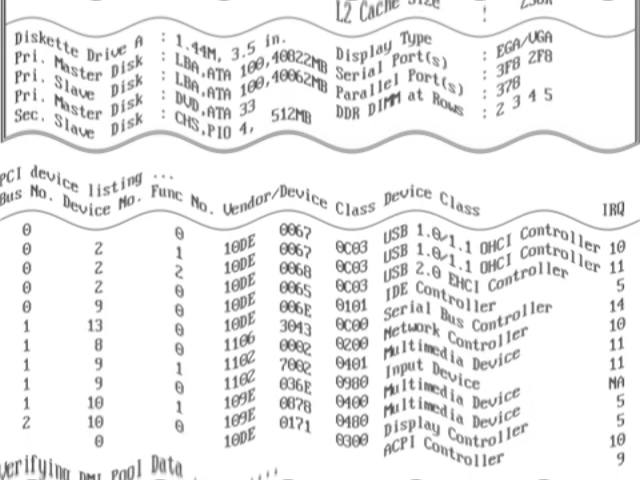 L2 Cache Size :
Diskette Drive A : 1.44M, 3.5 in. Display Type : EGA/VGA
Pri. Master Disk : LBA,ATA 100,40822MB Serial Port(s) : 3F8 2F8
Pri. Slave Disk : LBA,ATA 100,40062MB Parallel Port(s) : 378
Pri. Master Disk : DVD,ATA 33 DDR DIMM at Rows : 2 3 4 5
Sec. Slave Disk : CHS,PIO 4, 512MB
PCI device listing ...
Bus No. Device No. Func No. Vendor/Device Class Device Class IRQ
0 2 0 10DE 0067 0C03 USB 1.0/1.1 OHCI Controller 10
0 2 1 10DE 0067 0C03 USB 1.0/1.1 OHCI Controller 11
0 2 2 10DE 0068 0C03 USB 2.0 EHCI Controller 5
0 9 0 10DE 0065 0101 IDE Controller 14
0 13 0 10DE 006E 0C00 Serial Bus Controller 10
1 8 0 1106 3043 0200 Network Controller 11
1 9 0 1102 0002 0401 Multimedia Device 11
1 9 1 1102 7002 0980 Input Device NA
1 10 0 109E 036E 0400 Multimedia Device 5
1 10 1 109E 0878 0480 Multimedia Device 5
2 0 0 10DE 0171 0300 Display Controller 10
ACPI Controller 9
Verifying DMI Pool Data